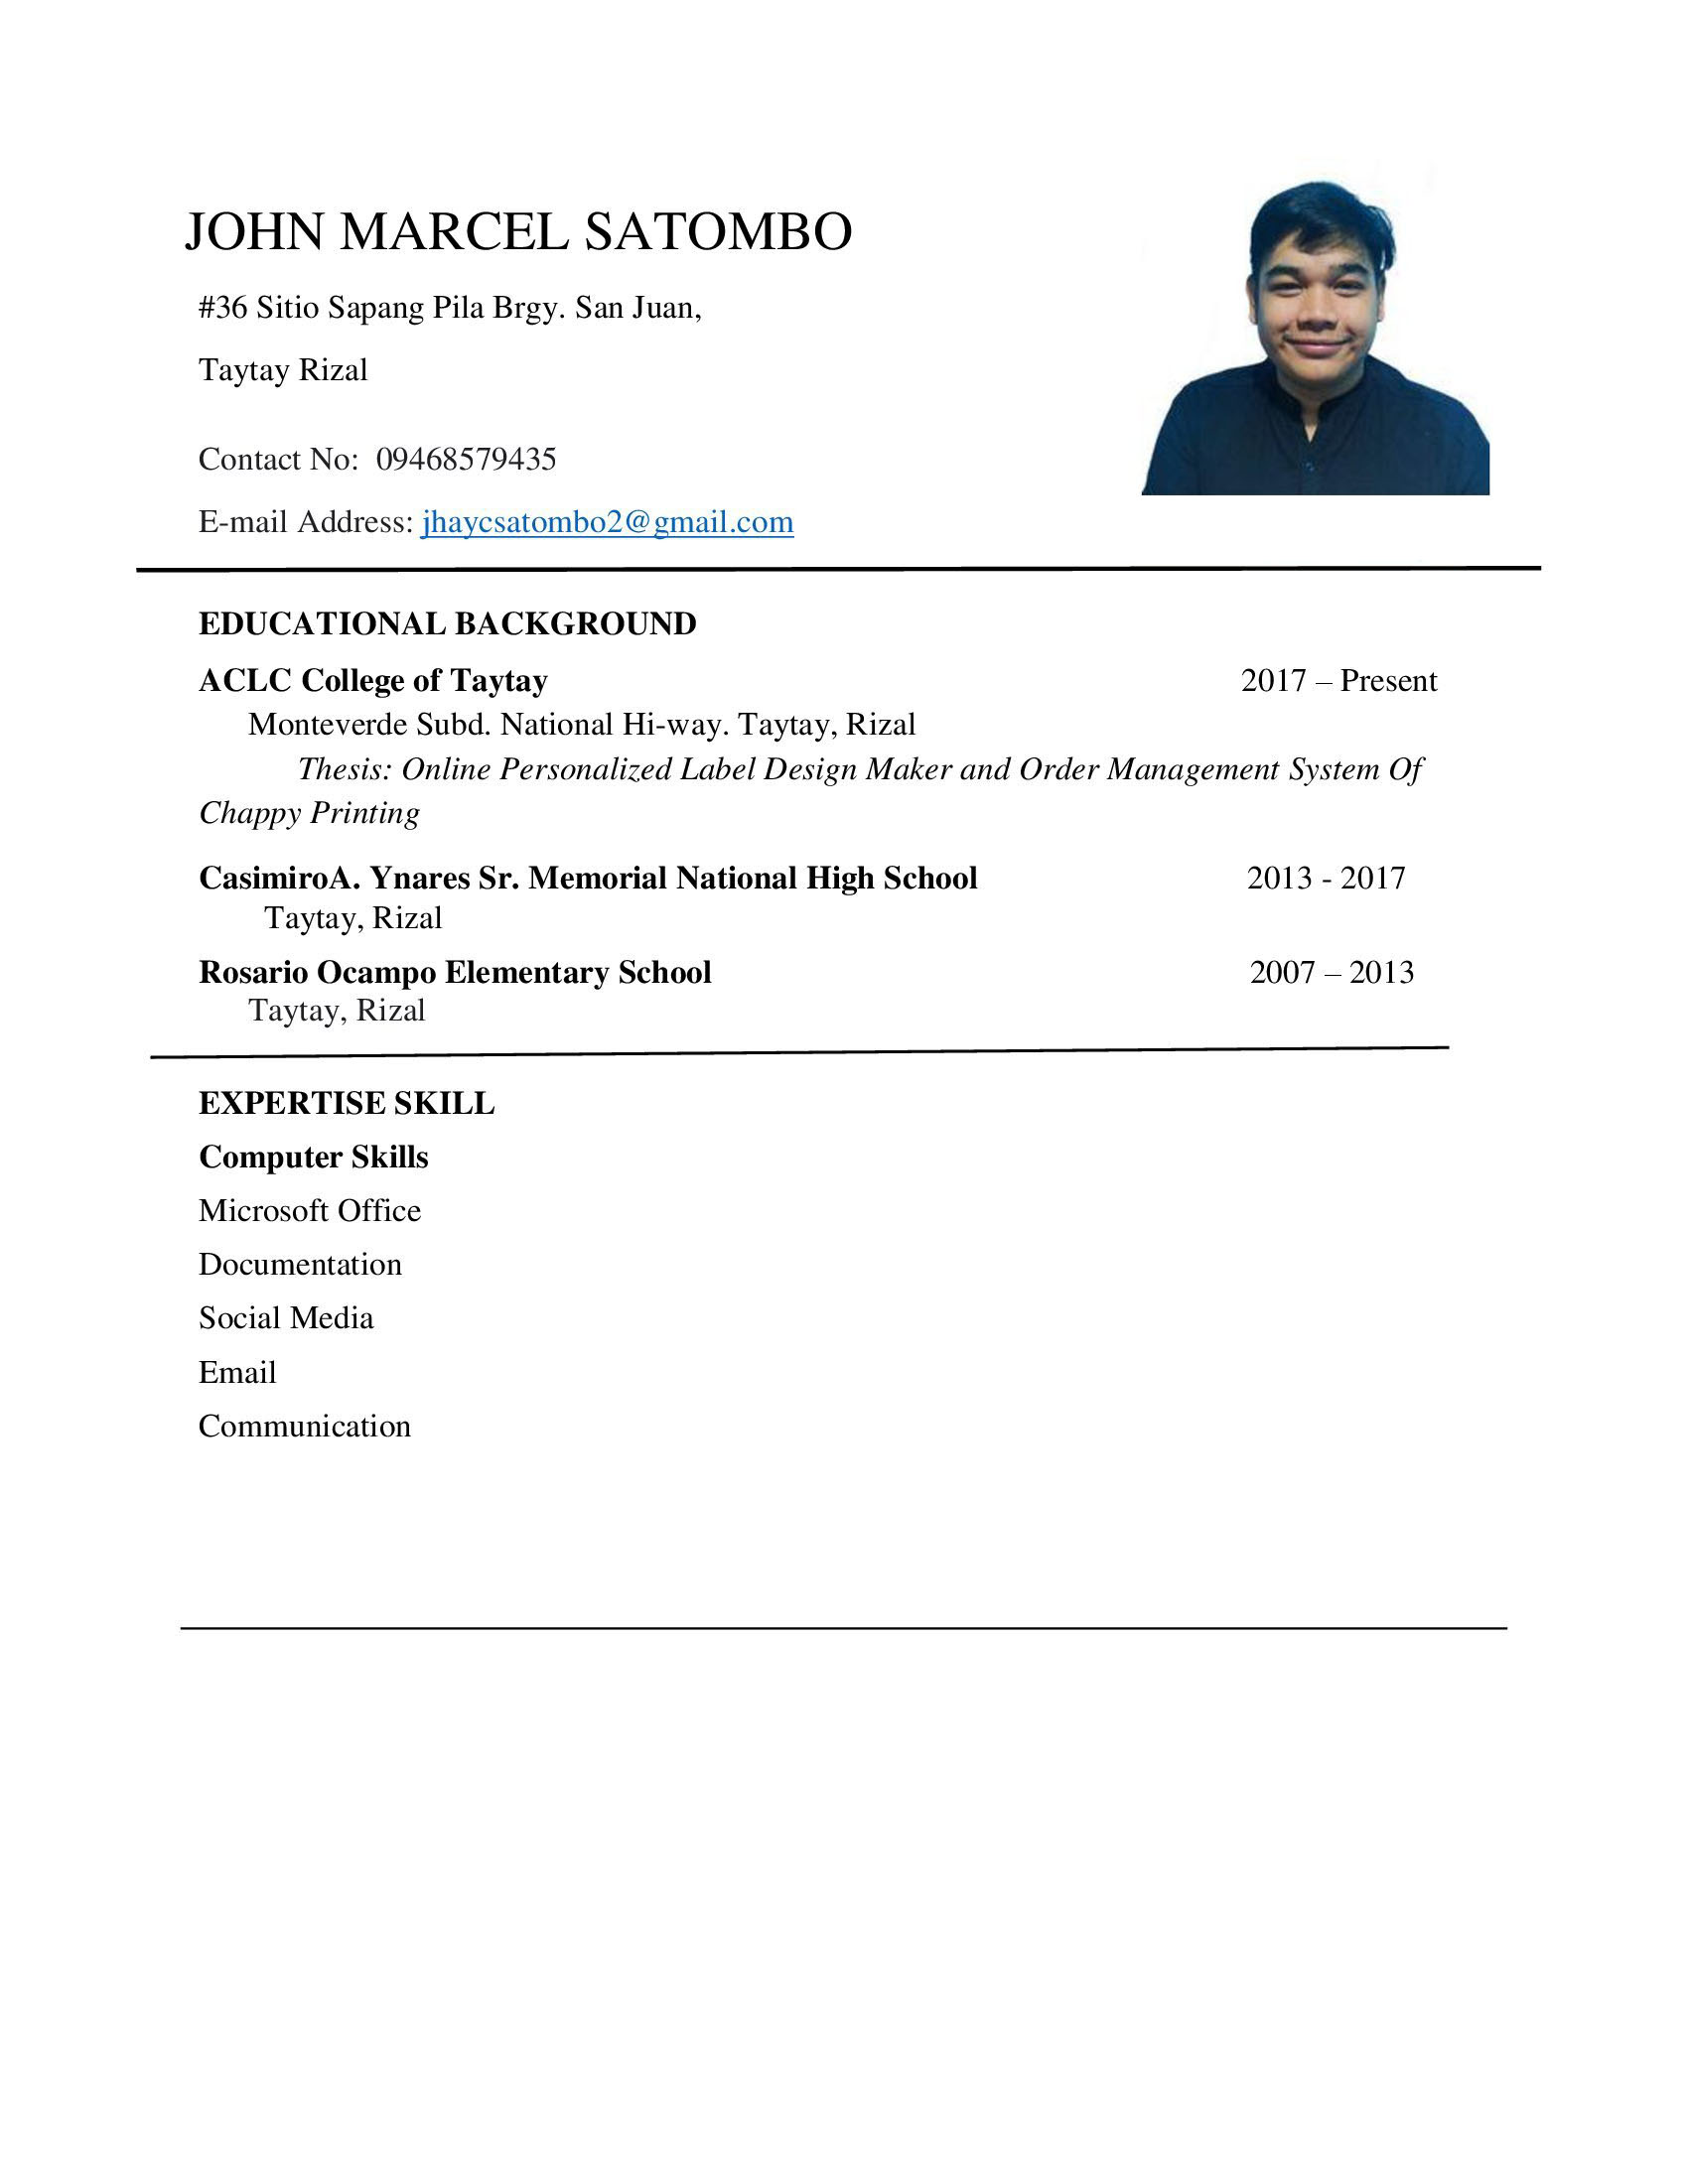 JOHN MARCEL SATOMBO
#36 Sitio Sapang Pila Brgy. San Juan,
Taytay Rizal
Contact No:  09468579435
E-mail Address: jhaycsatombo2@gmail.com
EDUCATIONAL BACKGROUND
ACLC College of Taytay 2017 – Present
Monteverde Subd. National Hi-way. Taytay, Rizal
Thesis: Online Personalized Label Design Maker and Order Management System Of
Chappy Printing
CasimiroA. Ynares Sr. Memorial National High School 2013 - 2017
Taytay, Rizal
Rosario Ocampo Elementary School 2007 – 2013
Taytay, Rizal
EXPERTISE SKILL
Computer Skills
Microsoft Office
Documentation
Social Media
Email
Communication